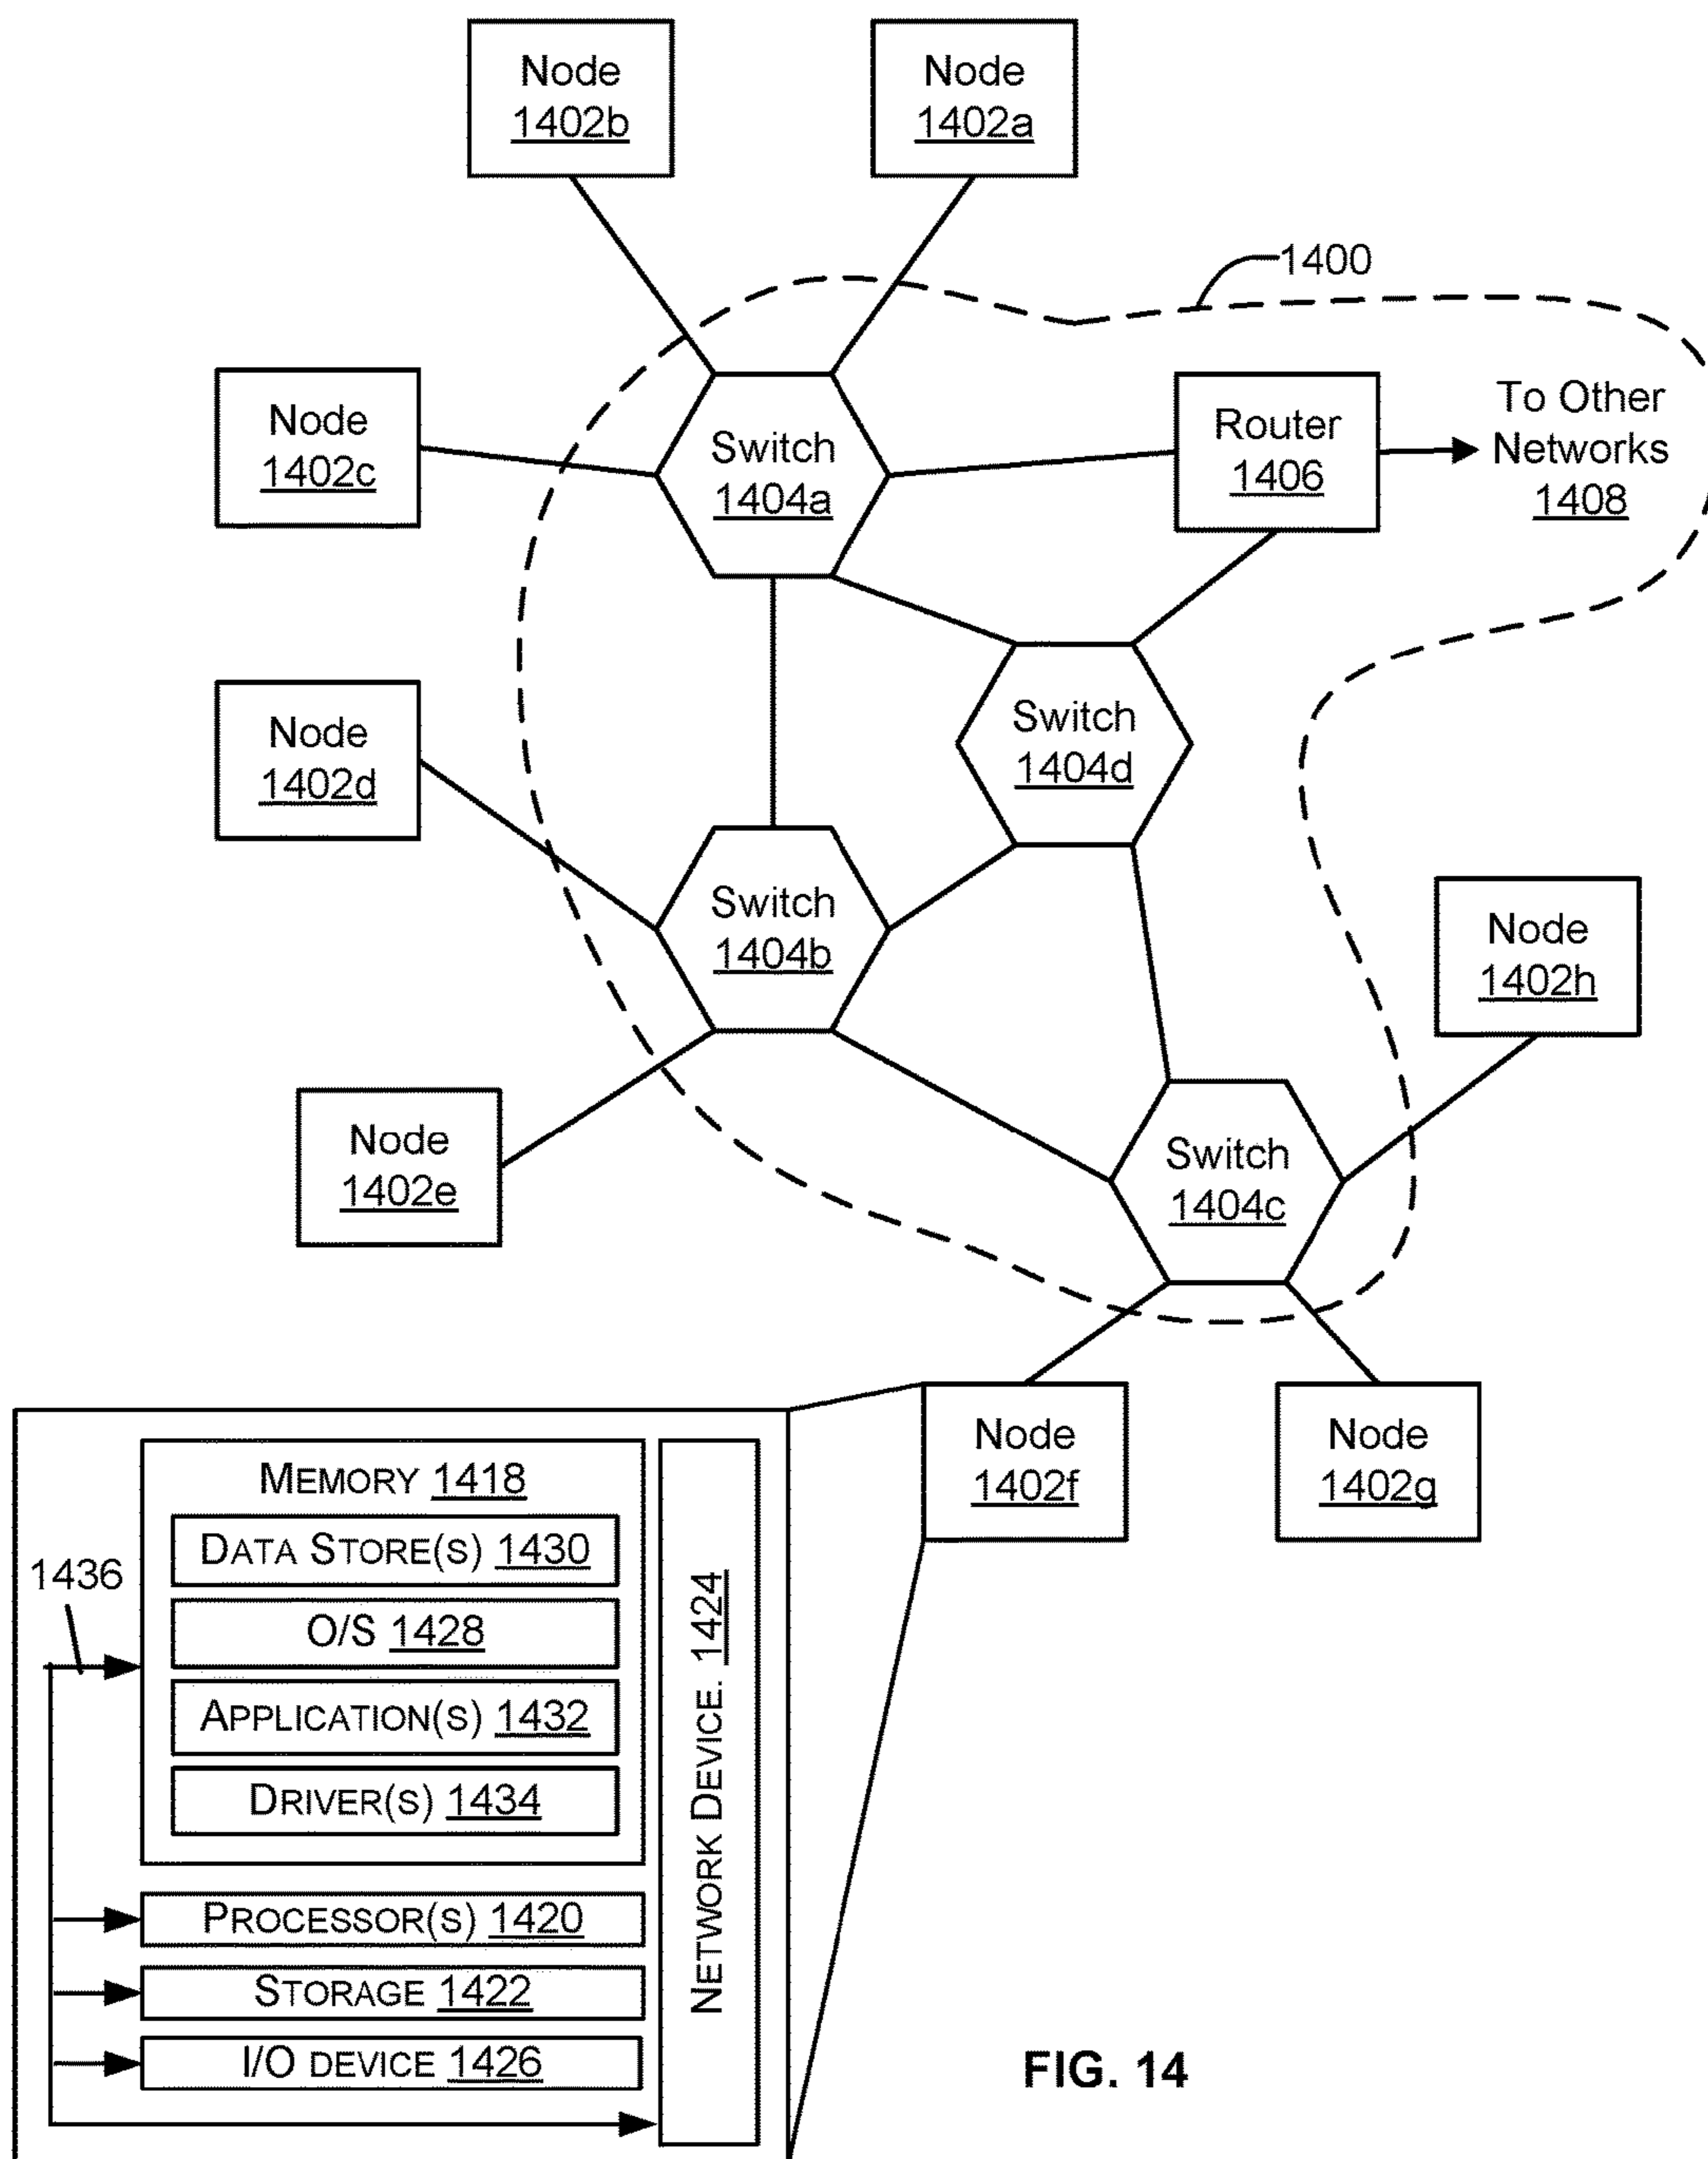 Node
1402b
Node
1402a
1400
Node
1402c
Switch
1404a
Router
1406
To Other
Networks
1408
Node
1402d
Switch
1404d
Switch
1404b
Node
1402h
Node
1402e
Switch
1404c
Node
1402f
Node
1402g
MEMORY 1418
DATA STORE(S) 1430
1436
O/S 1428
APPLICATION(S) 1432
DRIVER(S) 1434
NETWORK DEVICE. 1424
PROCESSOR(S) 1420
STORAGE 1422
I/O DEVICE 1426
FIG. 14